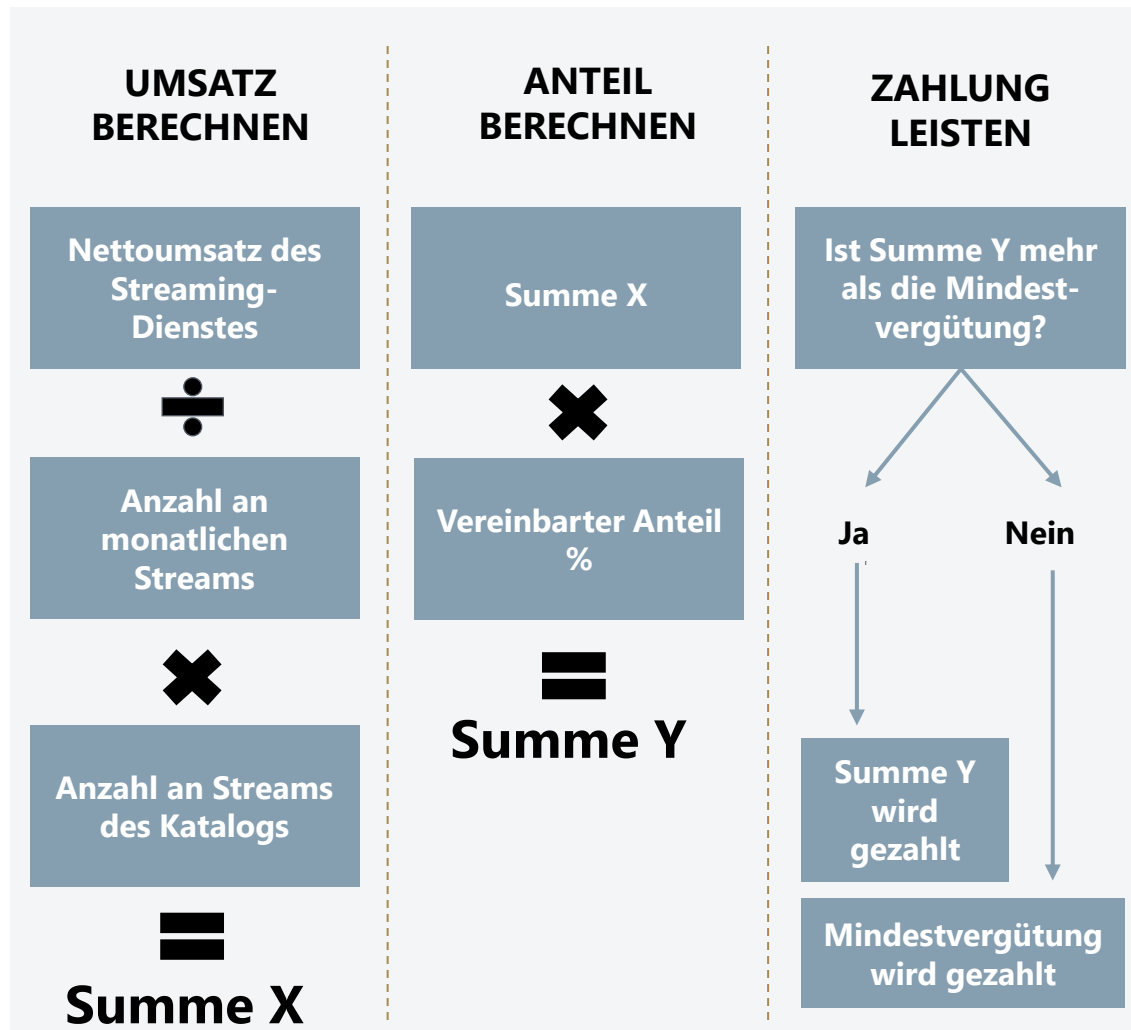 UMSATZ
BERECHNEN
Nettoumsatz des
Streaming-
Dienstes
Anzahl an
monatlichen
Streams
Anzahl an Streams
des Katalogs
Summe X
ANTEIL
BERECHNEN
Summe X
Vereinbarter Anteil
%
Summe Y
ZAHLUNG
LEISTEN
Ist Summe Y mehr
als die Mindest-
vergütung?
Ja
Nein
Summe Y
wird
gezahlt
Mindestvergütung
wird gezahlt